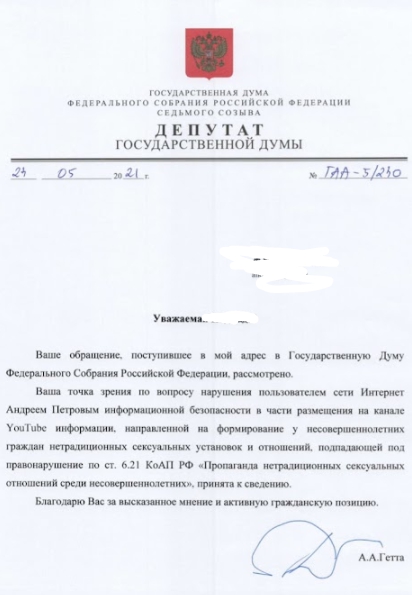 ГОСУДАРСТВЕННАЯ ДУМА
ФЕДЕРАЛЬНОГО СОБРАНИЯ РОССИЙСКОЙ ФЕДЕРАЦИИ
СЕДЬМОГО СОЗЫВА
ДЕПУТАТ
ГОСУДАРСТВЕННОЙ ДУМЫ
24 05 2021 г. № ГАА-5/240
Уважаема
Ваше обращение, поступившее в мой адрес в Государственную Думу
Федерального Собрания Российской Федерации, рассмотрено.
Ваша точка зрения по вопросу нарушения пользователем сети Интернет
Андреем Петровым информационной безопасности в части размещения на канале
YouTube информации, направленной на формирование у несовершеннолетних
граждан нетрадиционных сексуальных установок и отношений, подпадающей под
правонарушение по ст. 6.21 КоАП РФ «Пропаганда нетрадиционных сексуальных
отношений среди несовершеннолетних», принята к сведению.
Благодарю Вас за высказанное мнение и активную гражданскую позицию.
А.А.Гетта